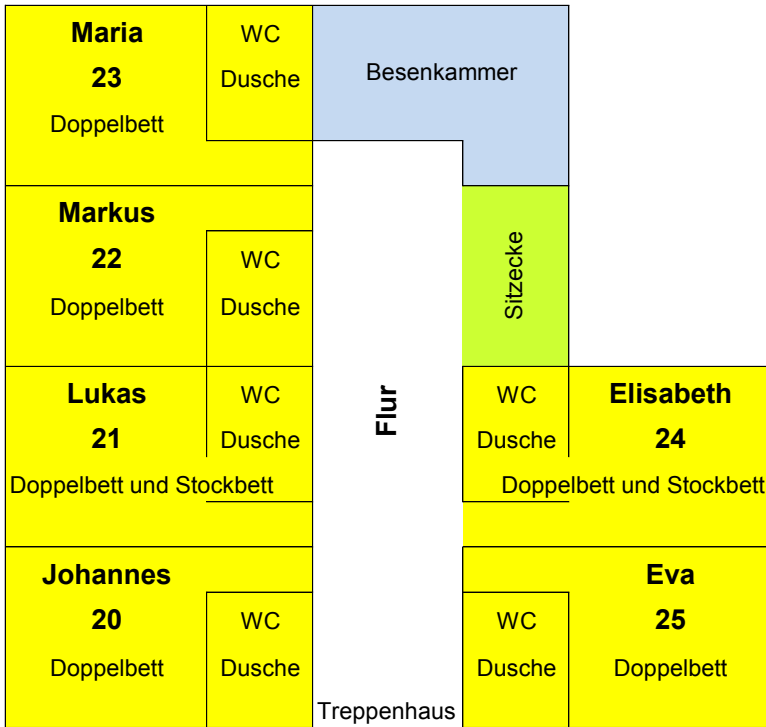 Maria
23
Doppelbett
WC
Dusche
Besenkammer
Markus
22
Doppelbett
WC
Dusche
Sitzecke
Lukas
21
Doppelbett und Stockbett
WC
Dusche
Flur
WC
Dusche
Elisabeth
24
Doppelbett und Stockbett
Johannes
20
Doppelbett
WC
Dusche
Treppenhaus
WC
Dusche
Eva
25
Doppelbett